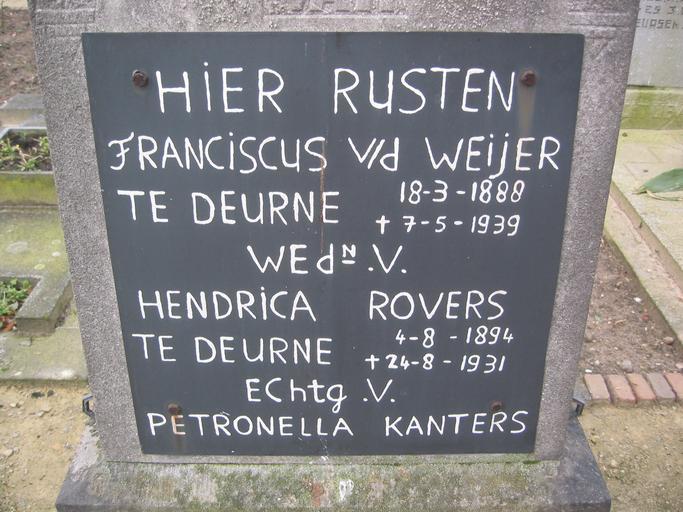 HiER RUSTEN
FRANCiSCUS V/d WEijER
TE DEURNE 18-3-1888
† 7-5-1939
WEdN .V.
HENDRiCA ROVERS
TE DEURNE 4-8-1894
† 24-8-1931
EChtg .V.
PETRONELLA KANTERS